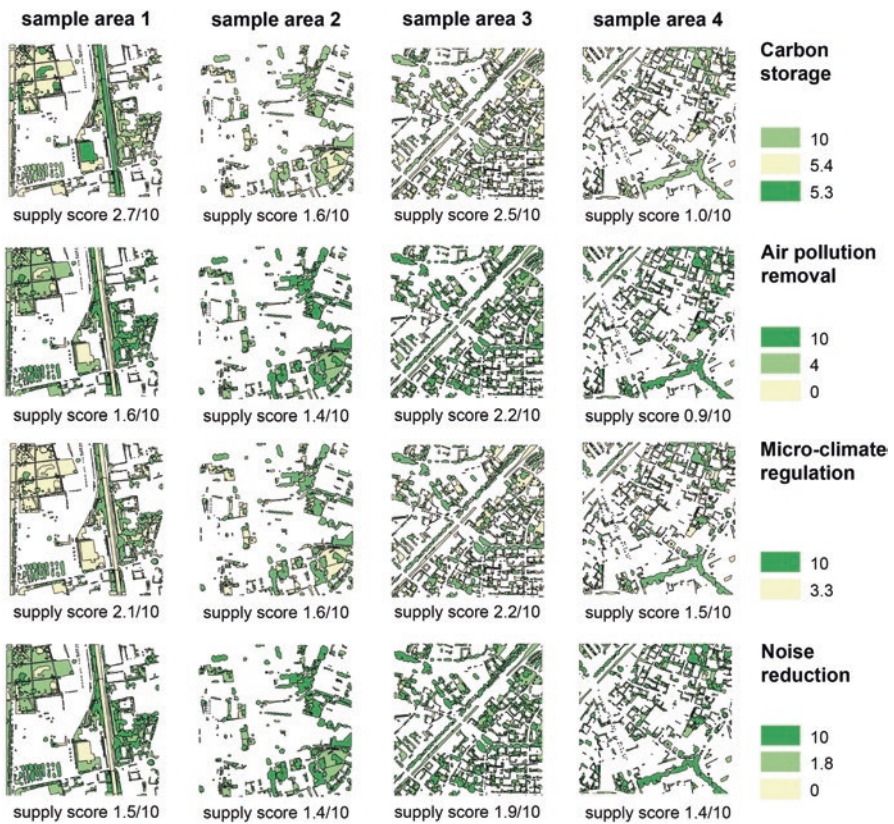 sample area 1 sample area 2 sample area 3 sample area 4
Carbon
storage
10
5.4
5.3
supply score 2.7/10 supply score 1.6/10 supply score 2.5/10 supply score 1.0/10
Air pollution
removal
10
4
0
supply score 1.6/10 supply score 1.4/10 supply score 2.2/10 supply score 0.9/10
Micro-climate
regulation
10
3.3
supply score 2.1/10 supply score 1.6/10 supply score 2.2/10 supply score 1.5/10
Noise
reduction
10
1.8
0
supply score 1.5/10 supply score 1.4/10 supply score 1.9/10 supply score 1.4/10